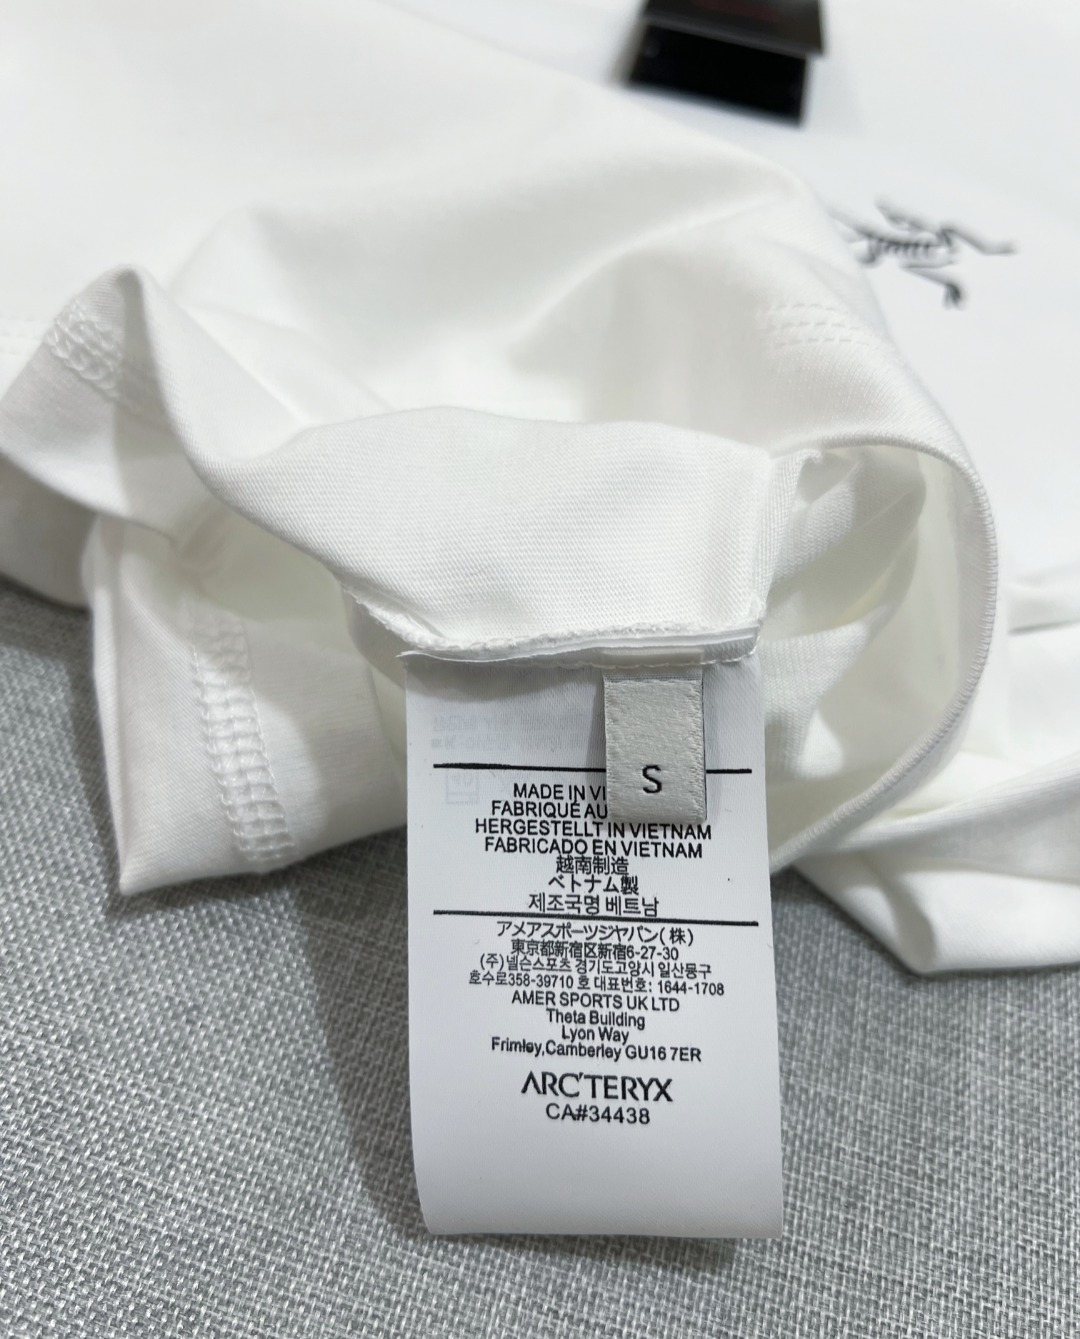 S
MADE IN VI
FABRIQUÉ AU
HERGESTELLT IN VIETNAM
FABRICADO EN VIETNAM
越南制造
ベトナム製
제조국명 베트남
アメアスポーツジャパン(株)
東京都新宿区新宿6-27-30
(주)넬슨스포츠 경기도고양시 일산동구
호수로358-39710 호 대표번호: 1644-1708
AMER SPORTS UK LTD
Theta Building
Lyon Way
Frimley,Camberley GU16 7ER
ARC'TERYX
CA#34438